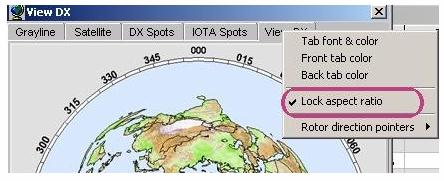 View DX
Grayline Satellite DX Spots IOTA Spots View DX
Tab font & color
Front tab color
Back tab color
Lock aspect ratio
Rotor direction pointers
300 315 330 345 000 015 060